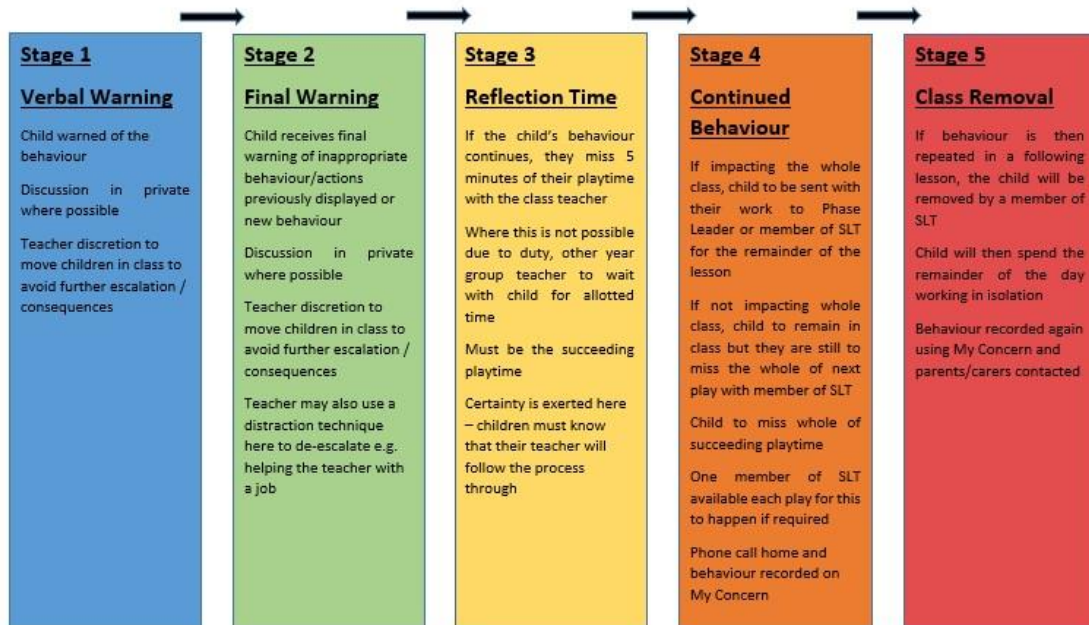 Stage 1
Verbal Warning
Child warned of the
behaviour
Discussion in private
where possible
Teacher discretion to
move children in class to
avoid further escalation /
consequences
Stage 2
Final Warning
Child receives final
warning of inappropriate
behaviour/actions
previously displayed or
new behaviour
Discussion in private
where possible
Teacher discretion to
move children in class to
avoid further escalation /
consequences
Teacher may also use a
distraction technique
here to de-escalate e.g.
helping the teacher with
a job
Stage 3
Reflection Time
If the child's behaviour
continues, they miss 5
minutes of their playtime
with the class teacher
Where this is not possible
due to duty, other year
group teacher to wait
with child for allotted
time
Must be the succeeding
playtime
Certainty is exerted here
– children must know
that their teacher will
follow the process
through
Stage 4
Continued
Behaviour
If impacting the whole
class, child to be sent with
their work to Phase
Leader or member of SLT
for the remainder of the
lesson
If not impacting whole
class, child to remain in
class but they are still to
miss the whole of next
play with member of SLT
Child to miss whole of
succeeding playtime
One member of SLT
available each play for this
to happen if required
Phone call home and
behaviour recorded on
My Concern
Stage 5
Class Removal
If behaviour is then
repeated in a following
lesson, the child will be
removed by a member of
SLT
Child will then spend the
remainder of the day
working in isolation
Behaviour recorded again
using My Concern and
parents/carers contacted